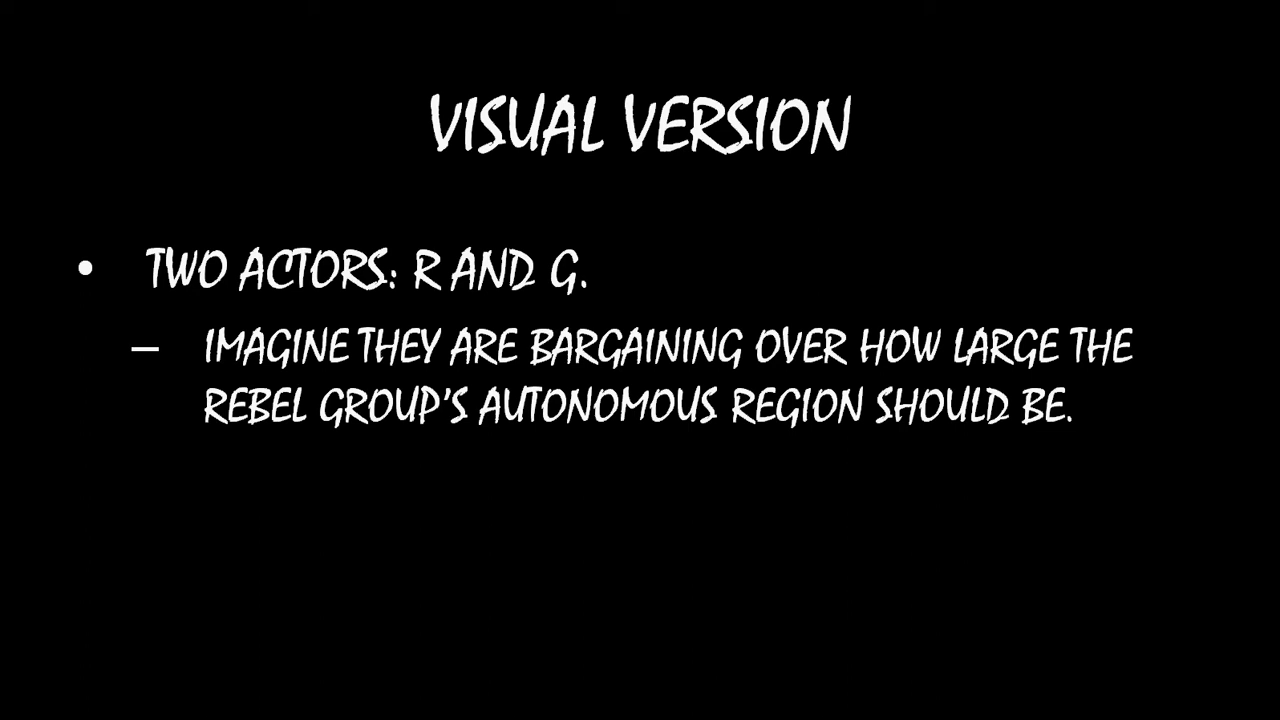 VISUAL VERSION
• TWO ACTORS: R AND G.
– IMAGINE THEY ARE BARGAINING OVER HOW LARGE THE
REBEL GROUP'S AUTONOMOUS REGION SHOULD BE.